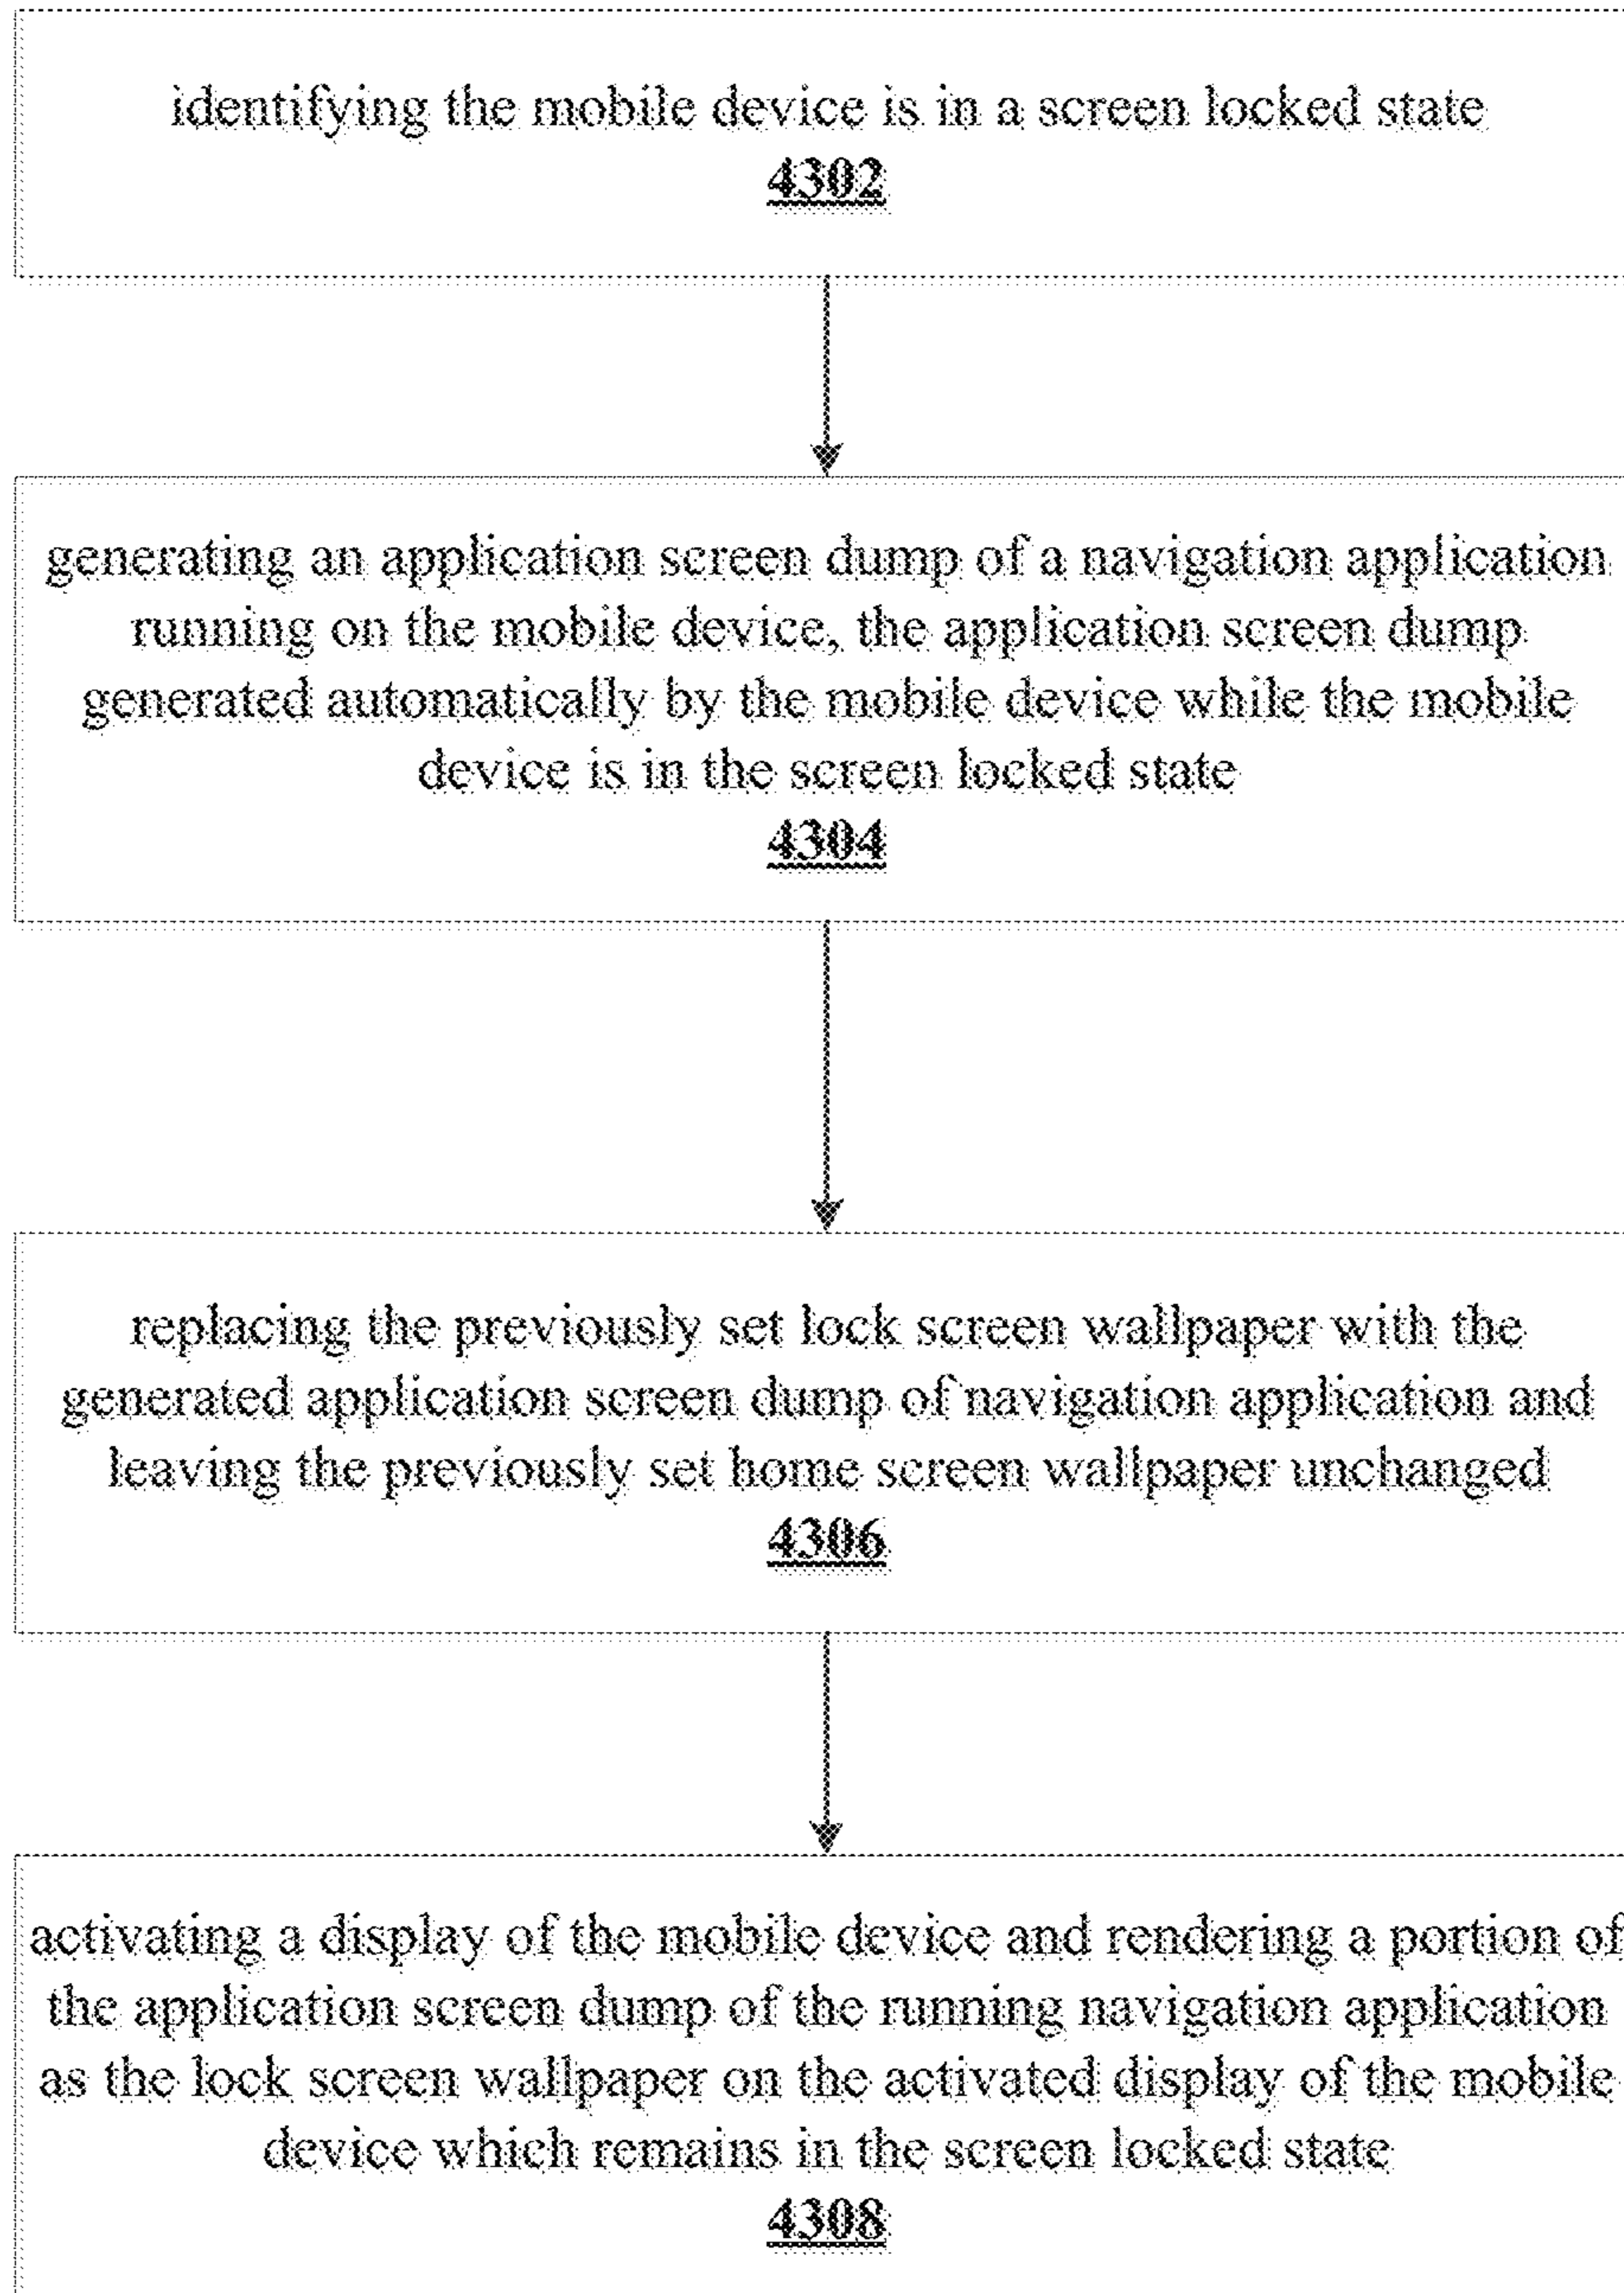 identifying the mobile device is in a screen locked state
4302
generating an application screen dump of a navigation application
running on the mobile device, the application screen dump
generated automatically by the mobile device while the mobile
device is in the screen locked state
4304
replacing the previously set lock screen wallpaper with the
generated application screen dump of navigation application and
leaving the previously set home screen wallpaper unchanged
4306
activating a display of the mobile device and rendering a portion of
the application screen dump of the running navigation application
as the lock screen wallpaper on the activated display of the mobile
device which remains in the screen locked state
4308